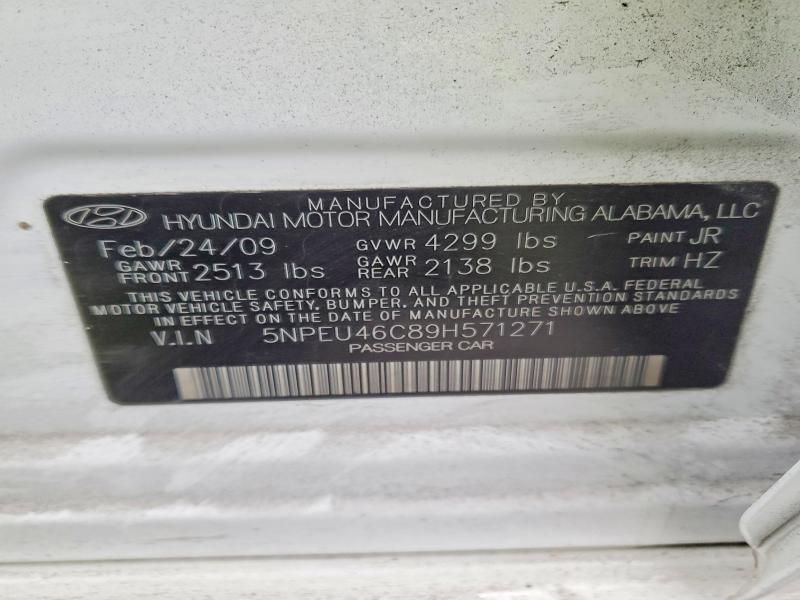 MANUFACTURED BY
HYUNDAI MOTOR MANUFACTURING ALABAMA, LLC
Feb/24/09 GVWR 4299 lbs PAINT JR
GAWR FRONT 2513 lbs GAWR REAR 2138 lbs TRIM HZ
THIS VEHICLE CONFORMS TO ALL APPLICABLE U.S.A. FEDERAL
MOTOR VEHICLE SAFETY, BUMPER, AND THEFT PREVENTION STANDARDS
IN EFFECT ON THE DATE OF MANUFACTURE SHOWN ABOVE
V.I.N 5NPEU46C89H571271
PASSENGER CAR